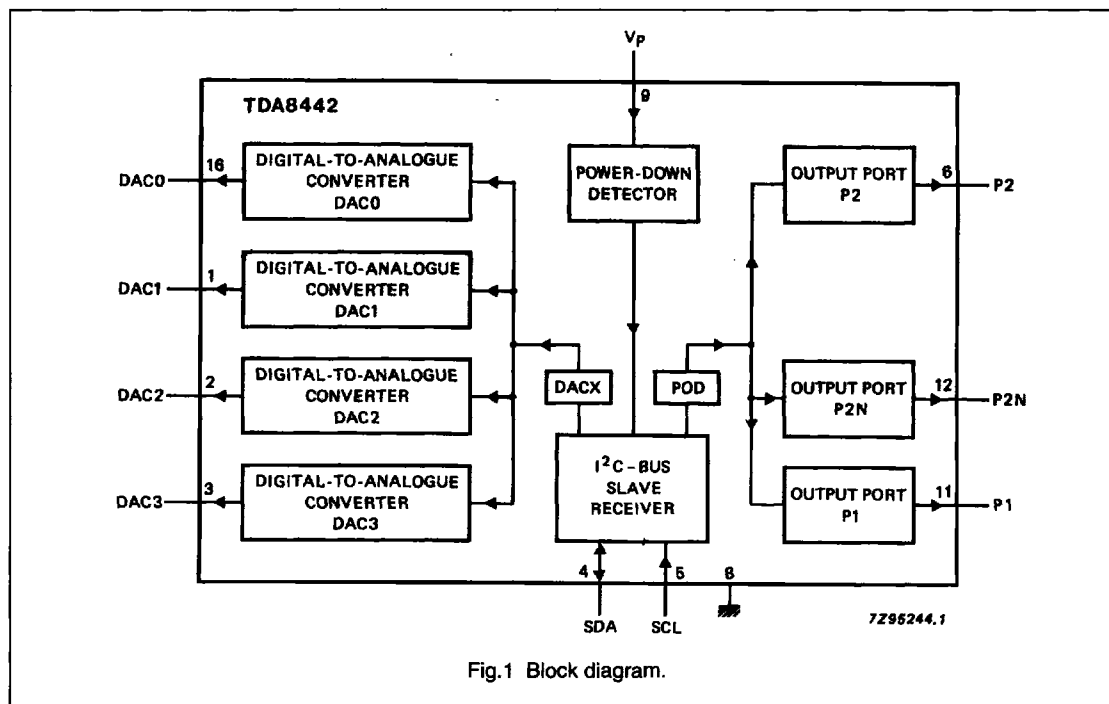 VP
9
TDA8442
DAC0
16
DIGITAL-TO-ANALOGUE
CONVERTER
DAC0
POWER-DOWN
DETECTOR
OUTPUT PORT
P2
6
P2
DAC1
1
DIGITAL-TO-ANALOGUE
CONVERTER
DAC1
DAC2
2
DIGITAL-TO-ANALOGUE
CONVERTER
DAC2
DACX
POD
OUTPUT PORT
P2N
12
P2N
DAC3
3
DIGITAL-TO-ANALOGUE
CONVERTER
DAC3
I²C-BUS
SLAVE
RECEIVER
OUTPUT PORT
P1
11
P1
4
5
8
SDA
SCL
7Z95244.1
Fig.1 Block diagram.